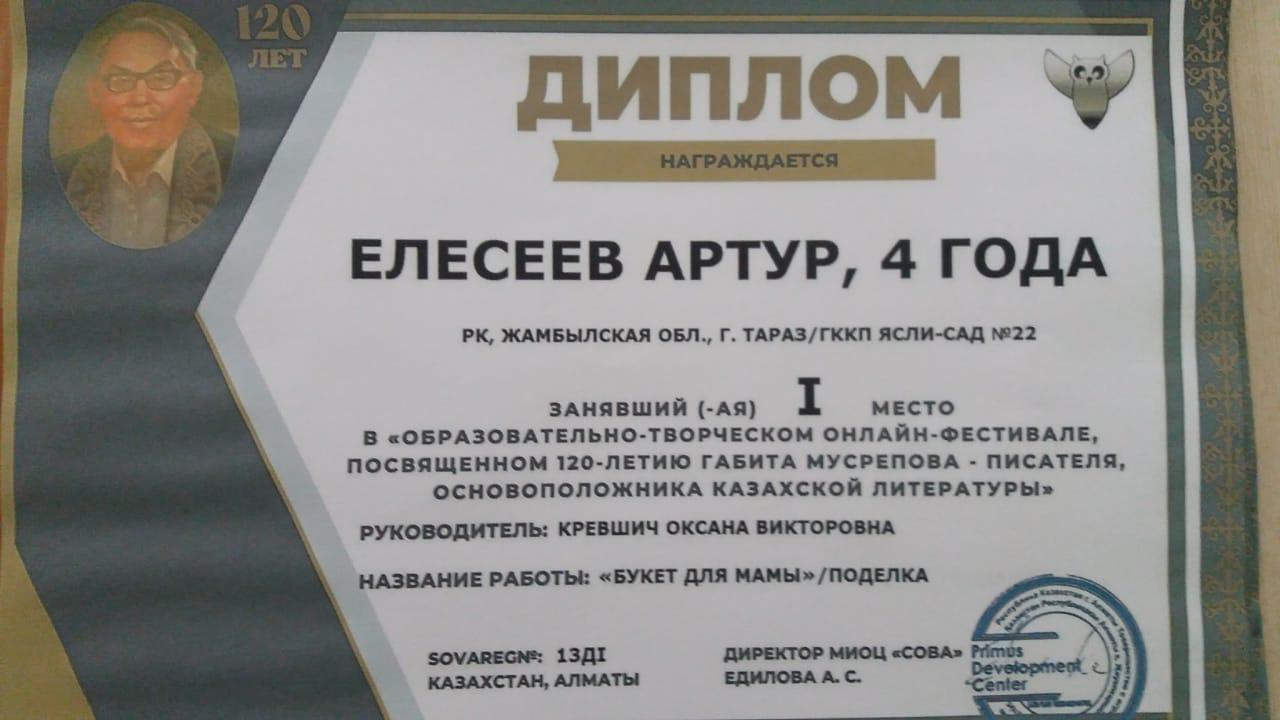 120
ЛЕТ
ДИПЛОМ
НАГРАЖДАЕТСЯ
ЕЛЕСЕЕВ АРТУР, 4 ГОДА
РК, ЖАМБЫЛСКАЯ ОБЛ., Г. ТАРАЗ/ГККП ЯСЛИ-САД №22
ЗАНЯВШИЙ (-АЯ) I МЕСТО
В «ОБРАЗОВАТЕЛЬНО-ТВОРЧЕСКОМ ОНЛАЙН-ФЕСТИВАЛЕ,
ПОСВЯЩЕННОМ 120-ЛЕТИЮ ГАБИТА МУСРЕПОВА - ПИСАТЕЛЯ,
ОСНОВОПОЛОЖНИКА КАЗАХСКОЙ ЛИТЕРАТУРЫ»
РУКОВОДИТЕЛЬ: КРЕВШИЧ ОКСАНА ВИКТОРОВНА
НАЗВАНИЕ РАБОТЫ: «БУКЕТ ДЛЯ МАМЫ»/ПОДЕЛКА
SOVAREGN№: 13ДІ
КАЗАХСТАН, АЛМАТЫ
ДИРЕКТОР МИОЦ «СОВА»
ЕДИЛОВА А. С.
Primus
Development
Center